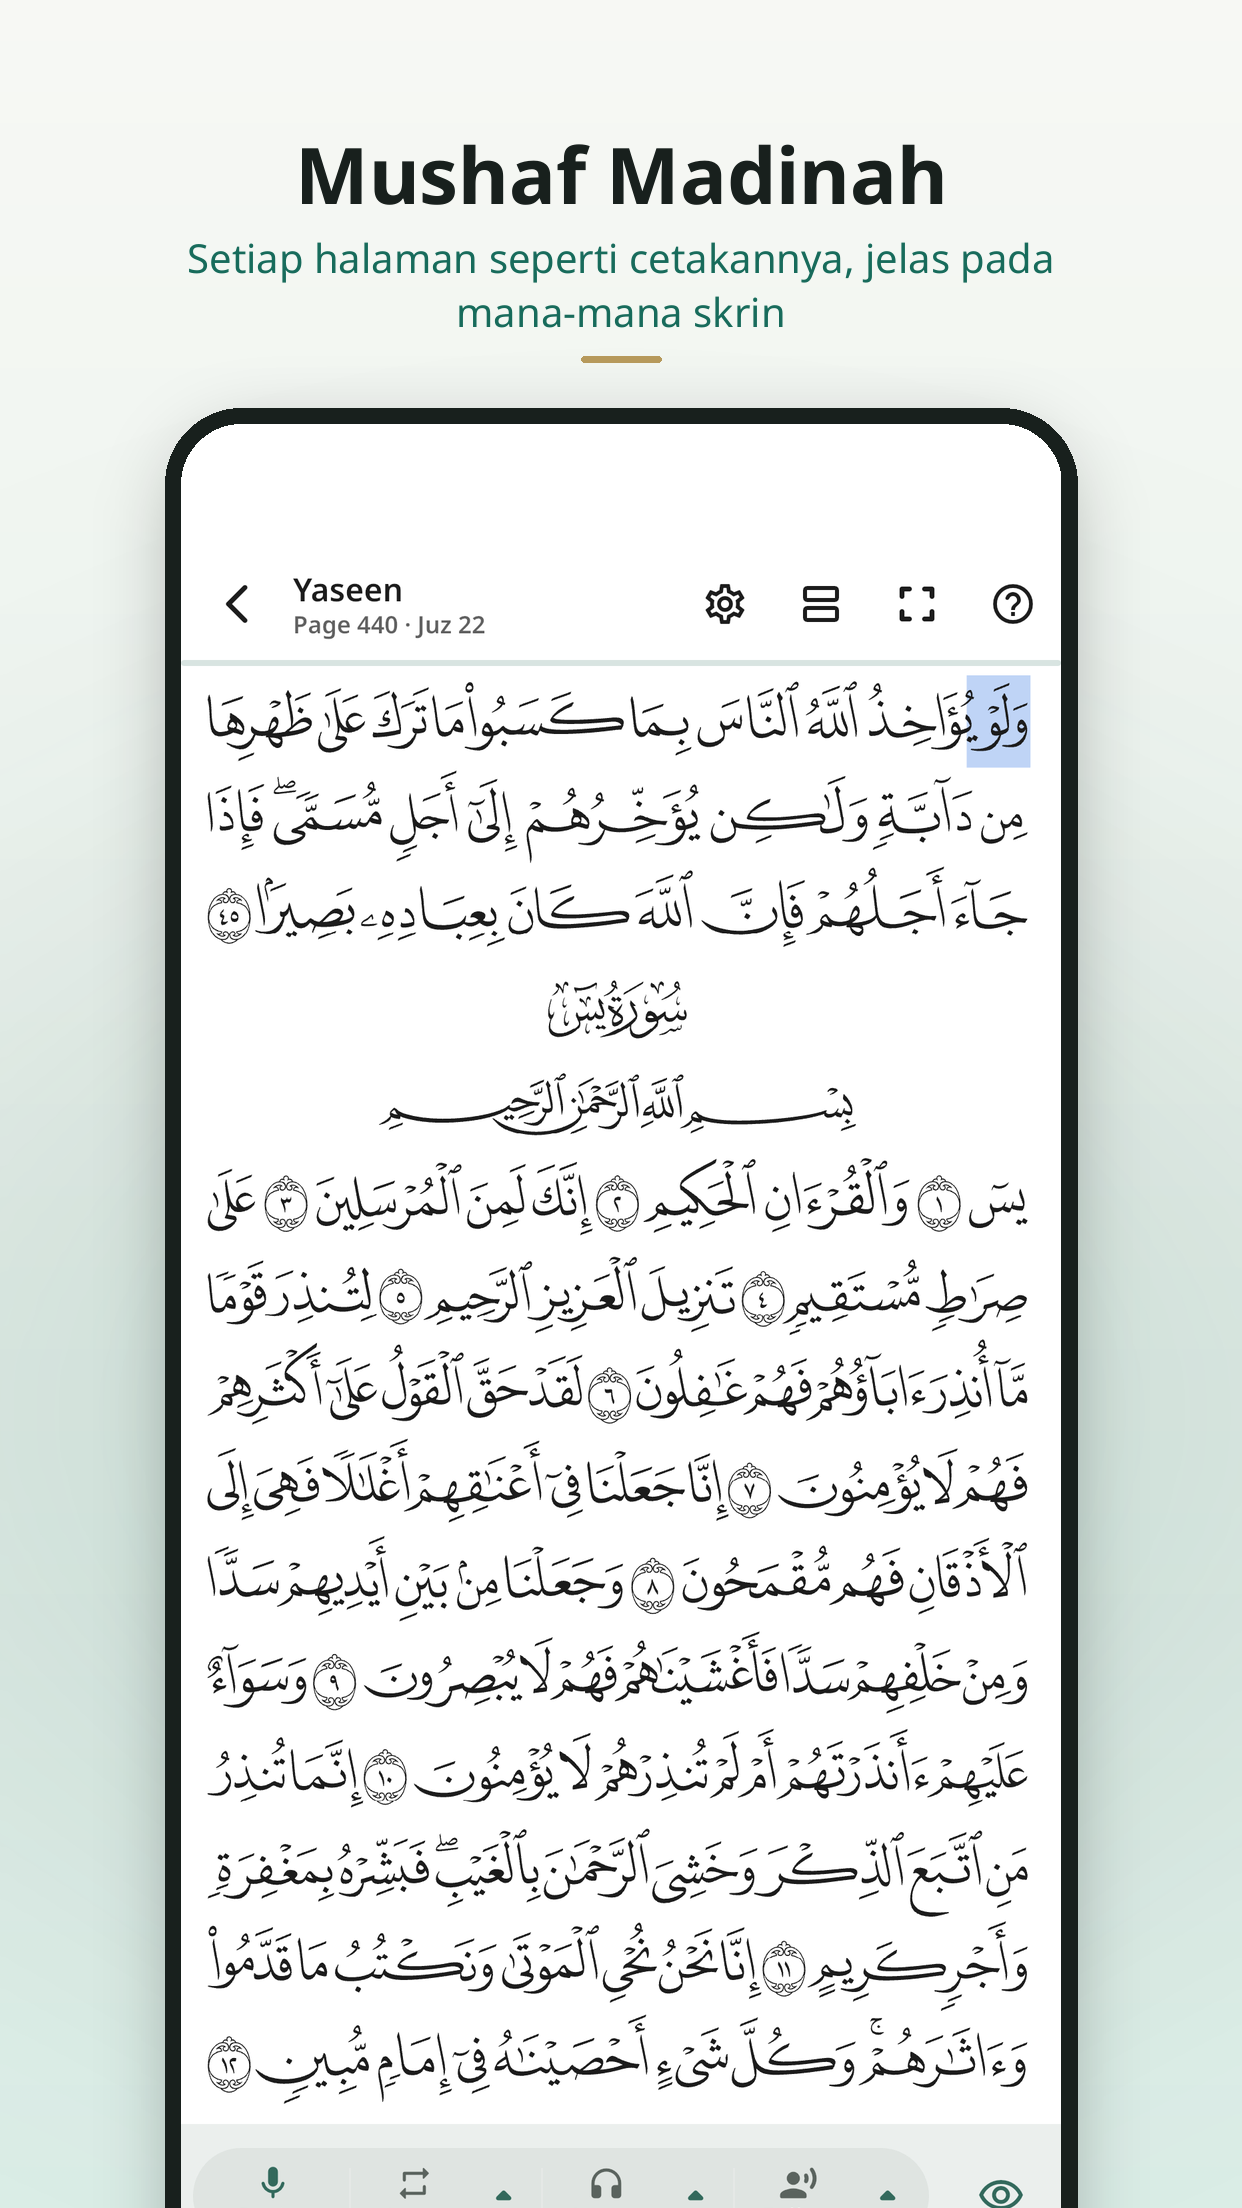 Mushaf Madinah
Setiap halaman seperti cetakannya, jelas pada
mana-mana skrin
Yaseen
Page 440 · Juz 22
وَلَوْ يُؤَاخِذُ ٱللَّهُ ٱلنَّاسَ بِمَا كَسَبُوا۟ مَا تَرَكَ عَلَىٰ ظَهْرِهَا
مِن دَآبَّةٍ وَلَـٰكِن يُؤَخِّرُهُمْ إِلَىٰٓ أَجَلٍ مُّسَمًّى ۖ فَإِذَا
جَآءَ أَجَلُهُمْ فَإِنَّ ٱللَّهَ كَانَ بِعِبَادِهِۦ بَصِيرًۢا ٤٥
سُورَةُ يسٓ
بِسْمِ ٱللَّهِ ٱلرَّحْمَـٰنِ ٱلرَّحِيمِ
يسٓ ١ وَٱلْقُرْءَانِ ٱلْحَكِيمِ ٢ إِنَّكَ لَمِنَ ٱلْمُرْسَلِينَ ٣ عَلَىٰ
صِرَٰطٍ مُّسْتَقِيمٍ ٤ تَنزِيلَ ٱلْعَزِيزِ ٱلرَّحِيمِ ٥ لِتُنذِرَ قَوْمًا
مَّآ أُنذِرَ ءَابَآؤُهُمْ فَهُمْ غَـٰفِلُونَ ٦ لَقَدْ حَقَّ ٱلْقَوْلُ عَلَىٰٓ أَكْثَرِهِمْ
فَهُمْ لَا يُؤْمِنُونَ ٧ إِنَّا جَعَلْنَا فِىٓ أَعْنَـٰقِهِمْ أَغْلَـٰلًا فَهِىَ إِلَى
ٱلْأَذْقَانِ فَهُم مُّقْمَحُونَ ٨ وَجَعَلْنَا مِنۢ بَيْنِ أَيْدِيهِمْ سَدًّا
وَمِنْ خَلْفِهِمْ سَدًّا فَأَغْشَيْنَـٰهُمْ فَهُمْ لَا يُبْصِرُونَ ٩ وَسَوَآءٌ
عَلَيْهِمْ ءَأَنذَرْتَهُمْ أَمْ لَمْ تُنذِرْهُمْ لَا يُؤْمِنُونَ ١٠ إِنَّمَا تُنذِرُ
مَنِ ٱتَّبَعَ ٱلذِّكْرَ وَخَشِىَ ٱلرَّحْمَـٰنَ بِٱلْغَيْبِ ۖ فَبَشِّرْهُ بِمَغْفِرَةٍ
وَأَجْرٍ كَرِيمٍ ١١ إِنَّا نَحْنُ نُحْىِ ٱلْمَوْتَىٰ وَنَكْتُبُ مَا قَدَّمُوا۟
وَءَاثَـٰرَهُمْ ۚ وَكُلَّ شَىْءٍ أَحْصَيْنَـٰهُ فِىٓ إِمَامٍ مُّبِينٍ ١٢